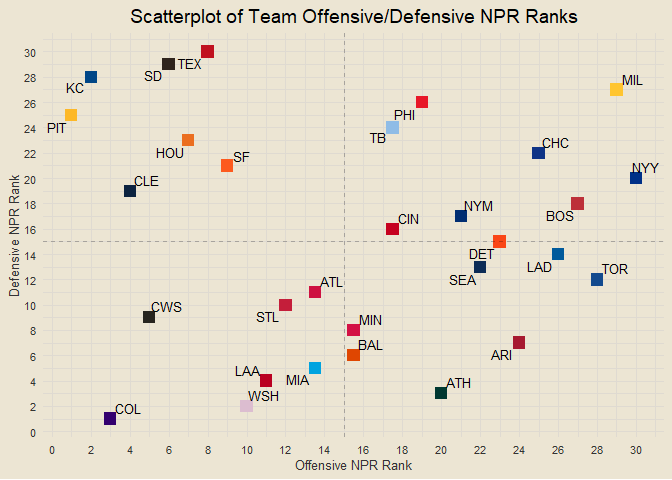 Scatterplot of Team Offensive/Defensive NPR Ranks
30
TEX
SD
28
KC
MIL
26
PHI
PIT
24
TB
HOU
CHC
22
SF
NYY
20
CLE
18
NYM
BOS
CIN
16
DET
14
LAD
TOR
SEA
12
ATL
10
CWS
STL
MIN
8
BAL
ARI
6
LAA
MIA
4
ATH
WSH
2
COL
0
Defensive NPR Rank
0 2 4 6 8 10 12 14 16 18 20 22 24 26 28 30
Offensive NPR Rank